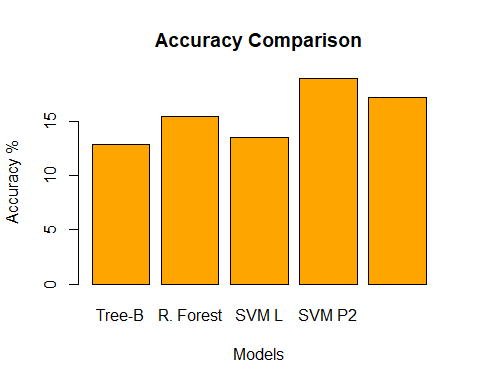 Accuracy Comparison
Accuracy %
15
10
5
0
Tree-B R. Forest SVM L SVM P2
Models